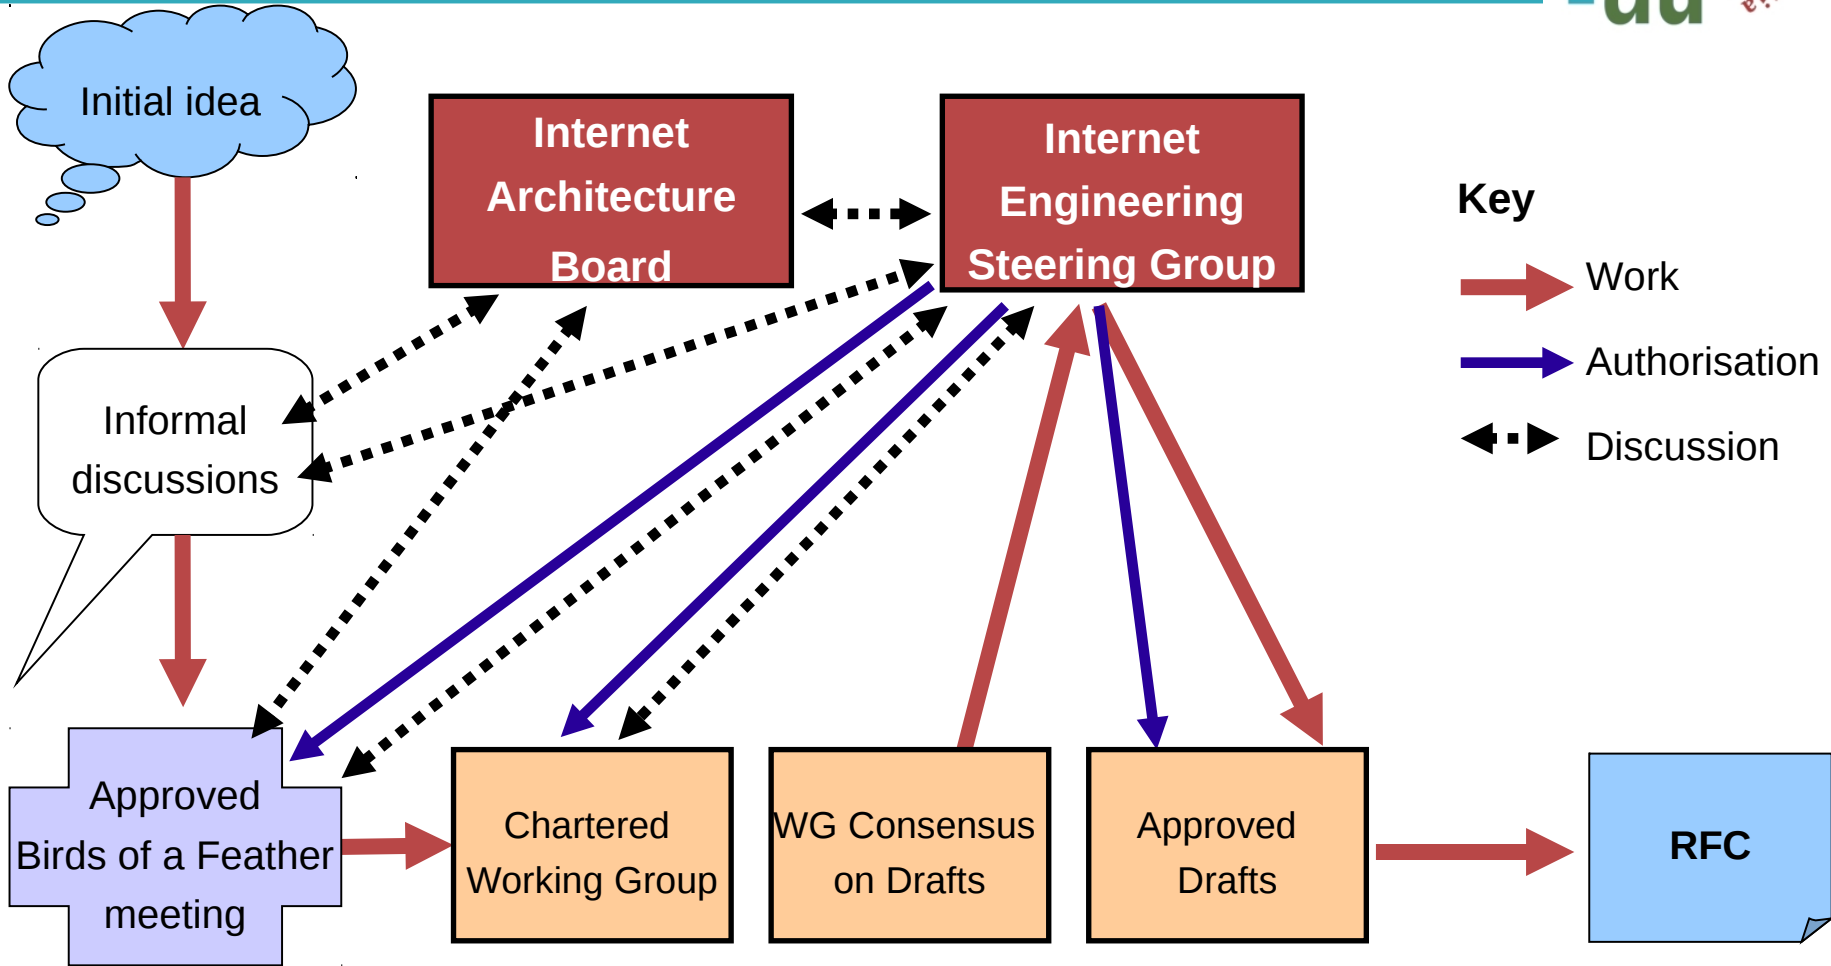 Initial idea
Internet
Architecture
Board
Internet
Engineering
Steering Group
Key
Work
Authorisation
Discussion
Informal
discussions
Approved
Birds of a Feather
meeting
Chartered
Working Group
WG Consensus
on Drafts
Approved
Drafts
RFC